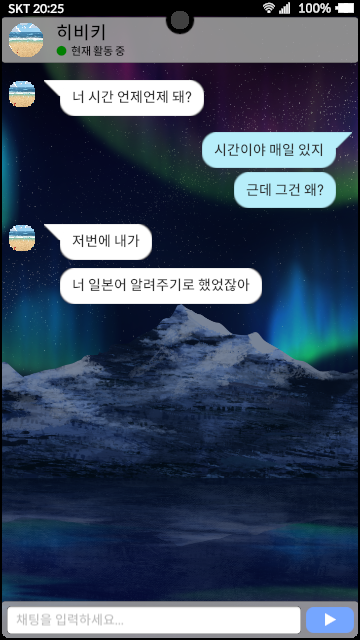 SKT 20:25
100%
히비키
현재 활동 중
너 시간 언제언제 돼?
시간이야 매일 있지
근데 그건 왜?
저번에 내가
너 일본어 알려주기로 했었잖아
채팅을 입력하세요...